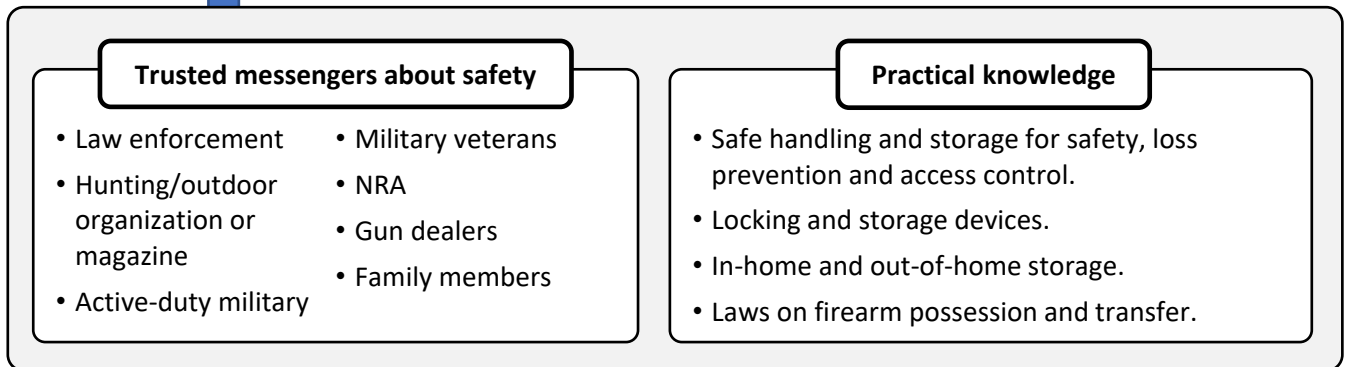 Trusted messengers about safety
• Law enforcement
• Hunting/outdoor
organization or
magazine
• Active-duty military
• Military veterans
• NRA
• Gun dealers
• Family members
Practical knowledge
• Safe handling and storage for safety, loss
prevention and access control.
• Locking and storage devices.
• In-home and out-of-home storage.
• Laws on firearm possession and transfer.